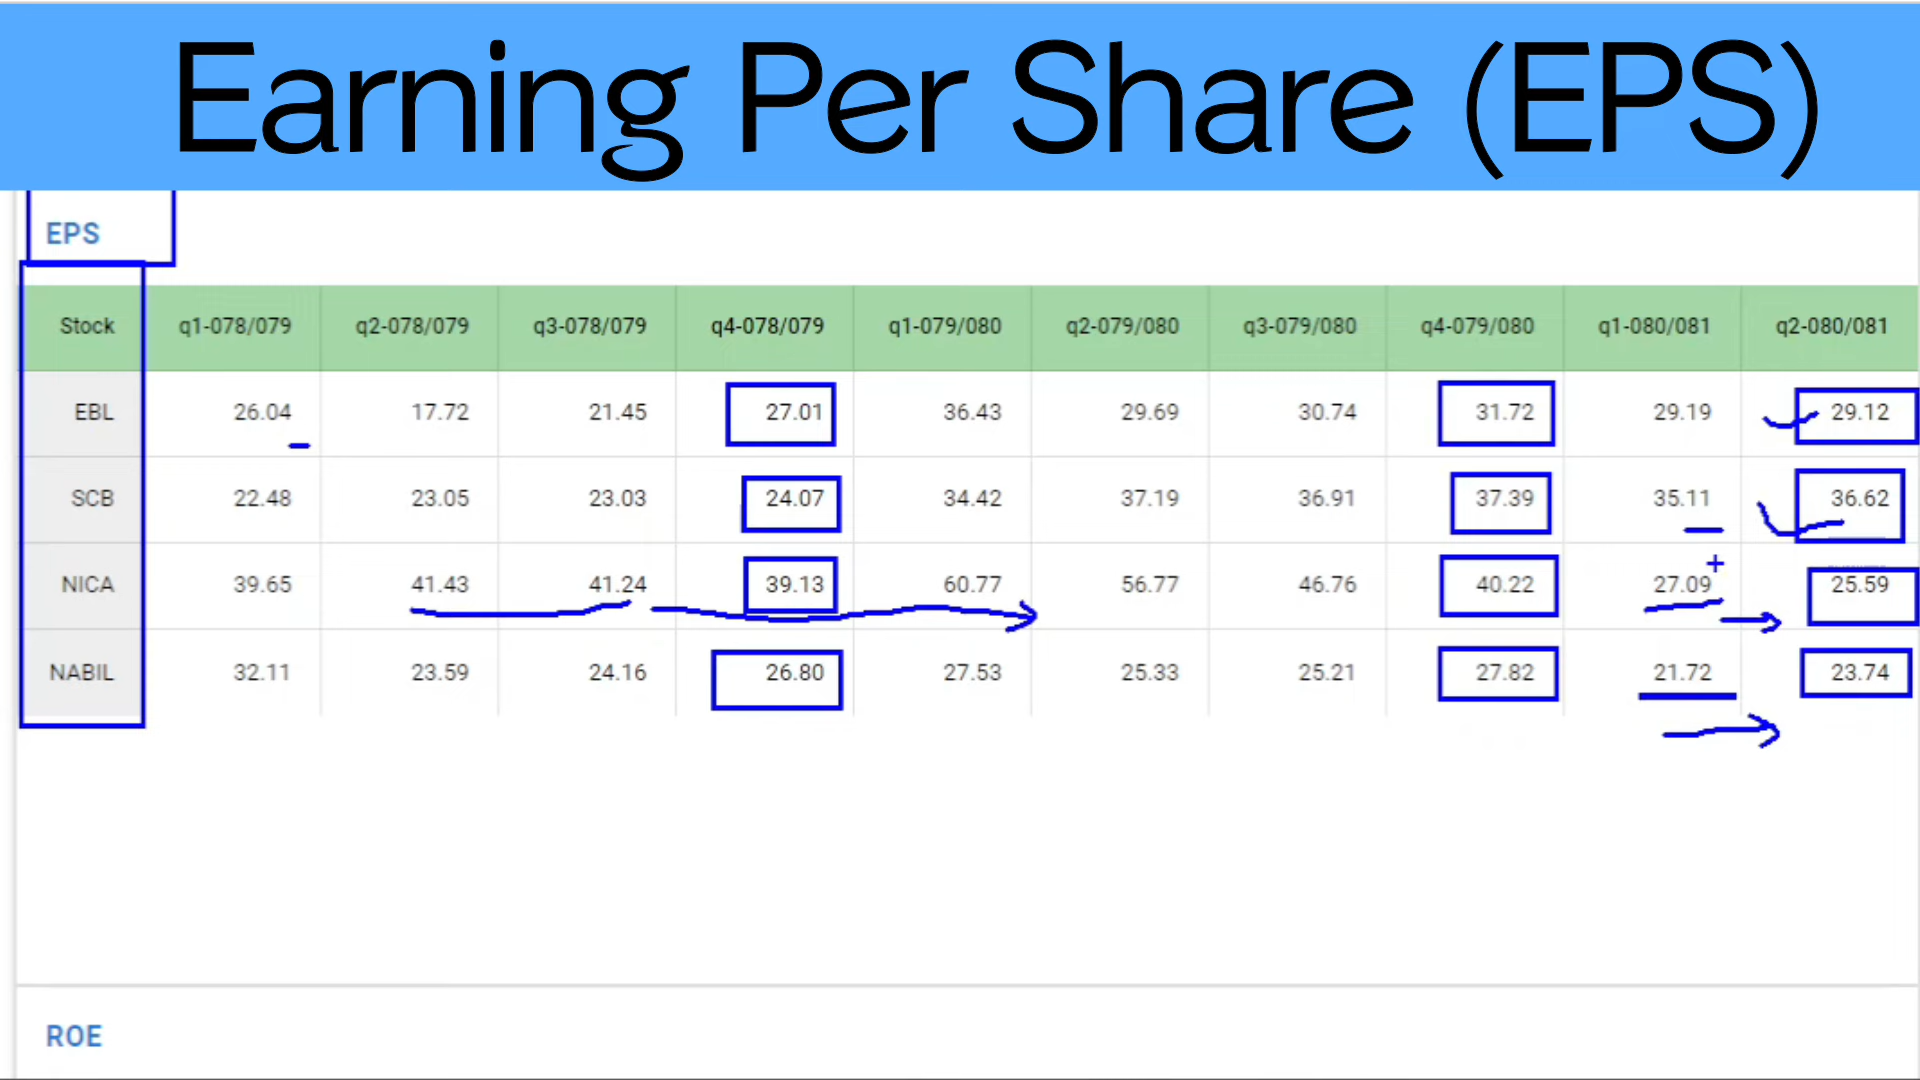 Earning Per Share (EPS)
EPS
Stock q1-078/079 q2-078/079 q3-078/079 q4-078/079 q1-079/080 q2-079/080 q3-079/080 q4-079/080 q1-080/081 q2-080/081
EBL 26.04 17.72 21.45 27.01 36.43 29.69 30.74 31.72 29.19 29.12
SCB 22.48 23.05 23.03 24.07 34.42 37.19 36.91 37.39 35.11 36.62
NICA 39.65 41.43 41.24 39.13 60.77 56.77 46.76 40.22 27.09 25.59
NABIL 32.11 23.59 24.16 26.80 27.53 25.33 25.21 27.82 21.72 23.74
ROE